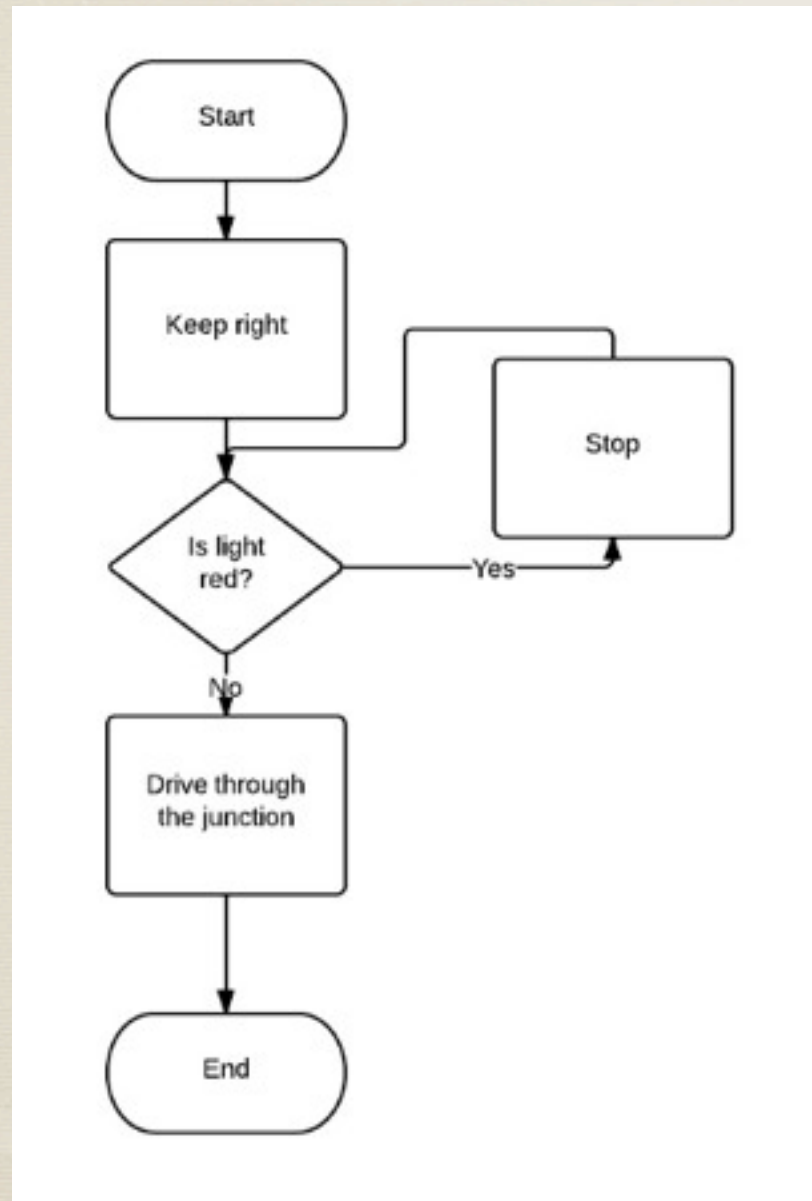 Start
Keep right
Stop
Is light
red?
Yes
No
Drive through
the junction
End